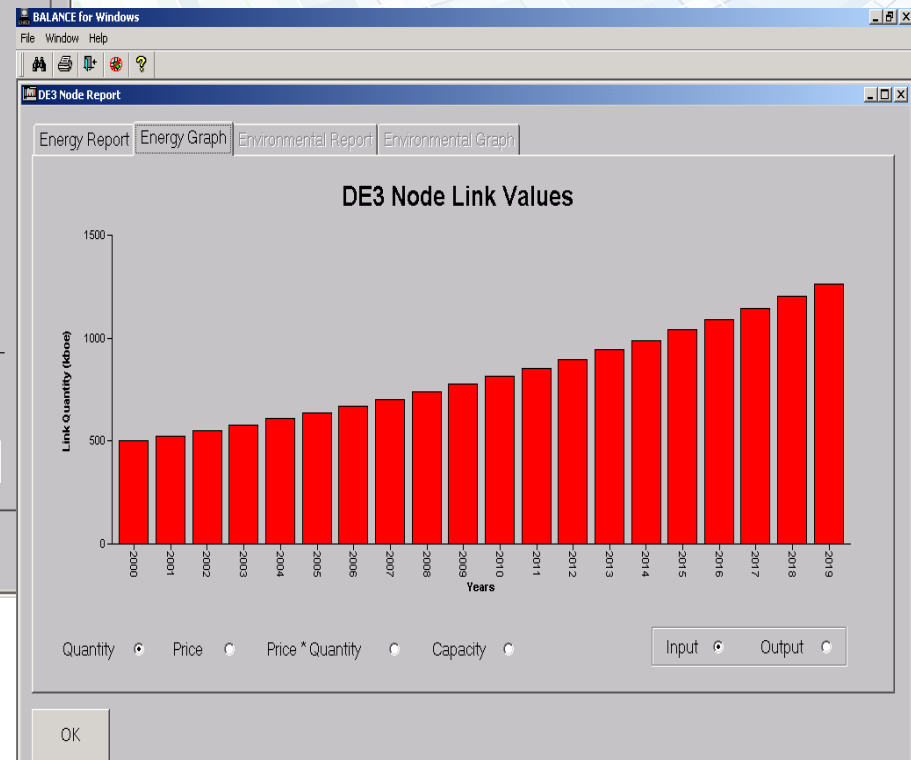 BALANCE for Windows
File Window Help
DE3 Node Report
Energy Report Energy Graph Environmental Report Environmental Graph
DE3 Node Link Values
Link Quantity (kboe)
1500
1000
500
0
2000 2001 2002 2003 2004 2005 2006 2007 2008 2009 2010 2011 2012 2013 2014 2015 2016 2017 2018 2019
Years
Quantity Price Price * Quantity Capacity Input Output
OK